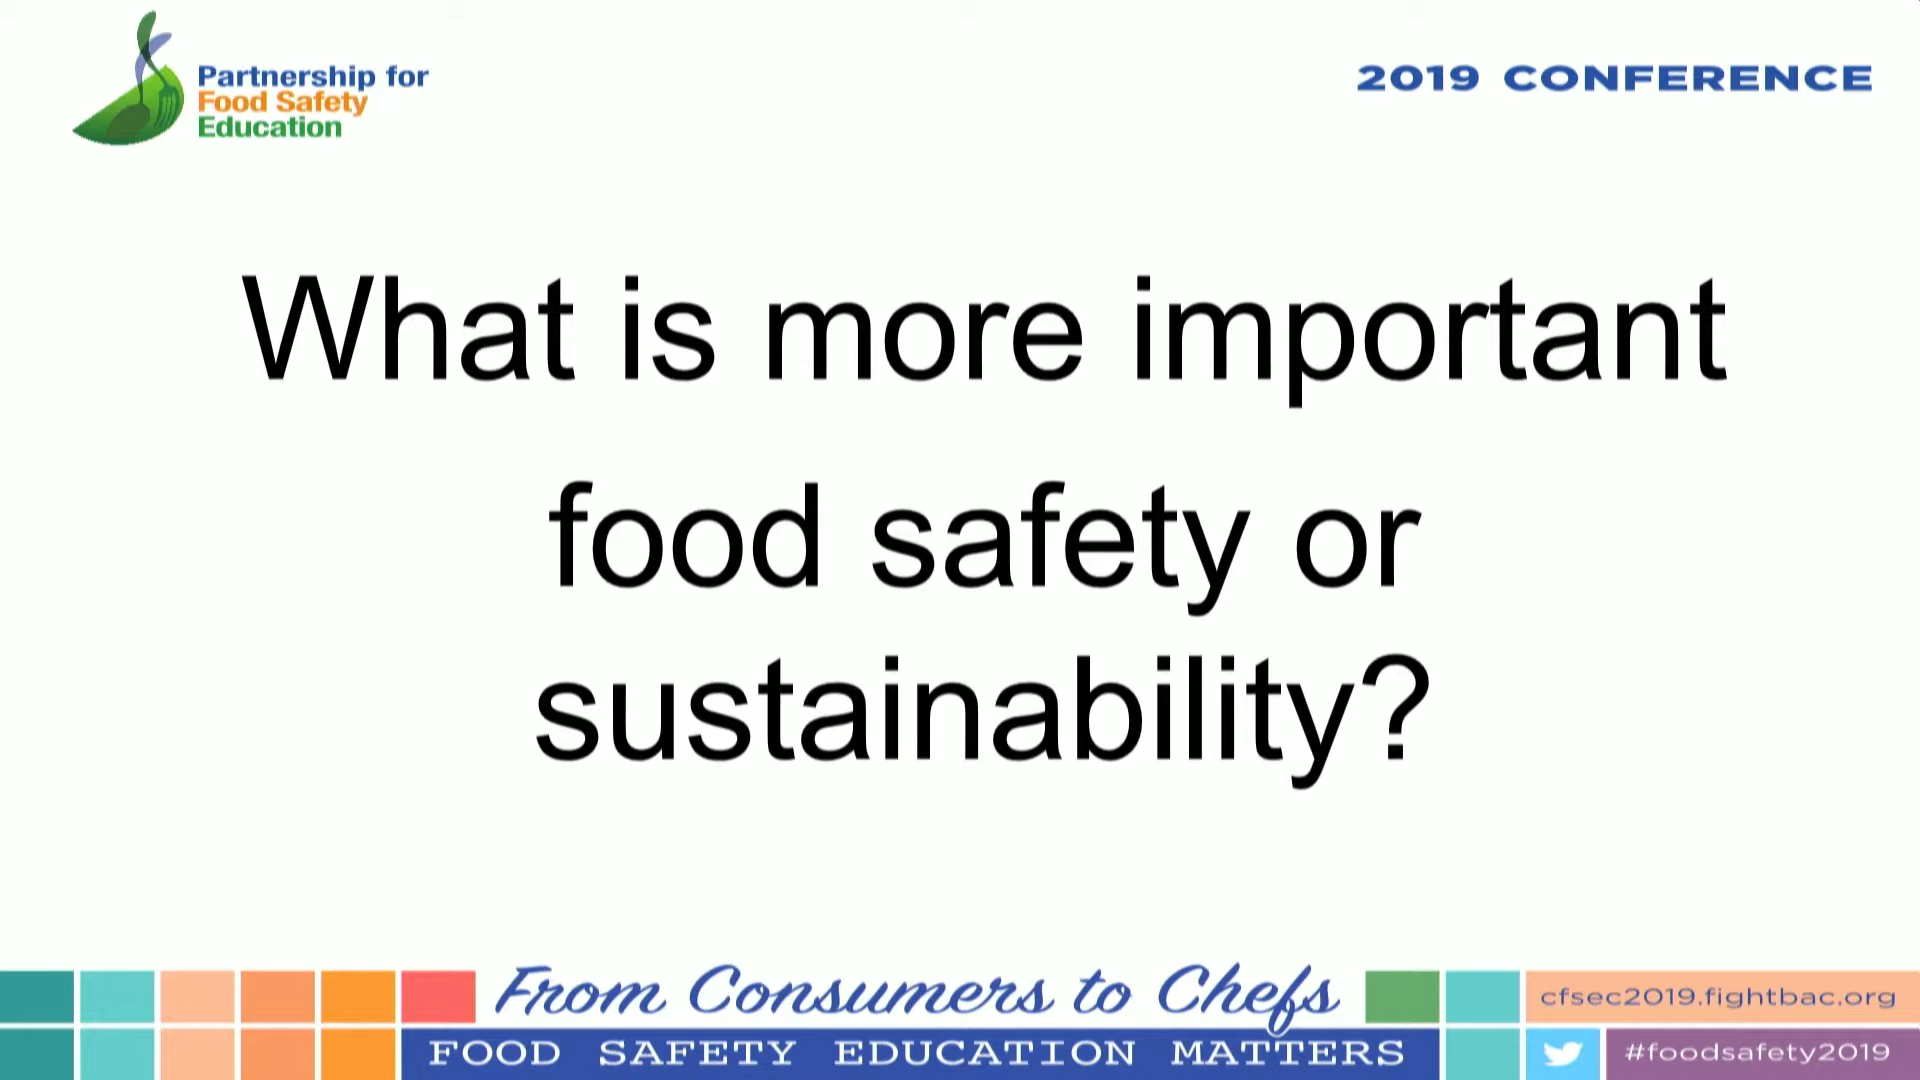 Partnership for
Food Safety
Education
2019 CONFERENCE
What is more important
food safety or
sustainability?
From Consumers to Chefs
FOOD SAFETY EDUCATION MATTERS
cfsec2019.fightbac.org
#foodsafety2019